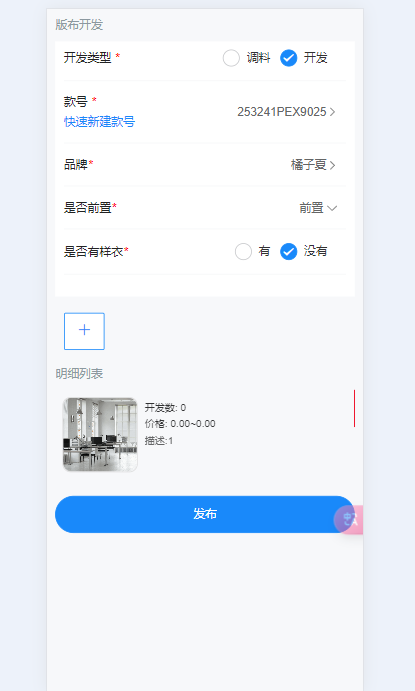 版布开发
开发类型 * 调料 开发
款号 *
快速新建款号
253241PEX9025
品牌* 橘子夏
是否前置* 前置
是否有样衣* 有 没有
+
明细列表
开发数: 0
价格: 0.00~0.00
描述:1
发布